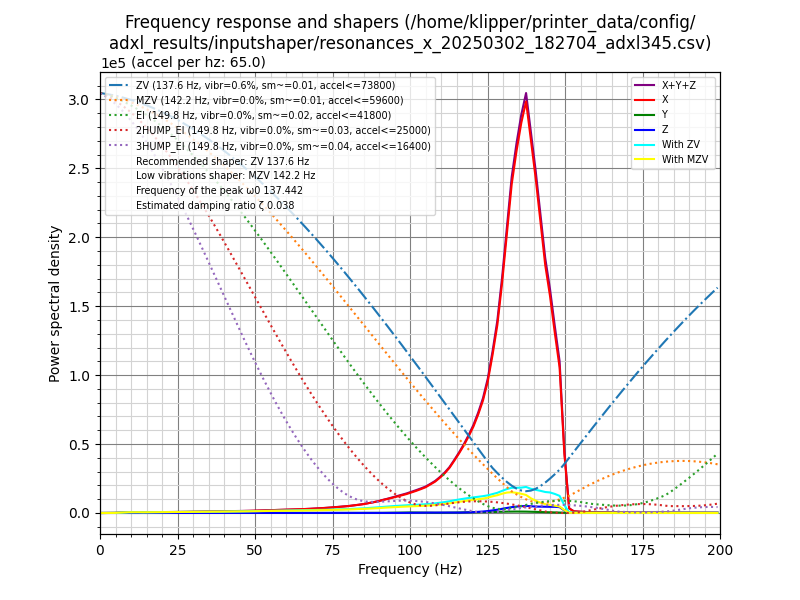 Frequency response and shapers (/home/klipper/printer_data/config/
adxl_results/inputshaper/resonances_x_20250302_182704_adxl345.csv)
1e5 (accel per hz: 65.0)
ZV (137.6 Hz, vibr=0.6%, sm~=0.01, accel<=73800)
MZV (142.2 Hz, vibr=0.0%, sm~=0.01, accel<=59600)
EI (149.8 Hz, vibr=0.0%, sm~=0.02, accel<=41800)
2HUMP_EI (149.8 Hz, vibr=0.0%, sm~=0.03, accel<=25000)
3HUMP_EI (149.8 Hz, vibr=0.0%, sm~=0.04, accel<=16400)
Recommended shaper: ZV 137.6 Hz
Low vibrations shaper: MZV 142.2 Hz
Frequency of the peak ω0 137.442
Estimated damping ratio ζ 0.038
X+Y+Z
X
Y
Z
With ZV
With MZV
Power spectral density
3.0
2.5
2.0
1.5
1.0
0.5
0.0
0 25 50 75 100 125 150 175 200
Frequency (Hz)